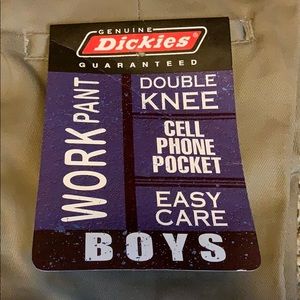 GENUINE
Dickies
GUARANTEED
WORK PANT
DOUBLE
KNEE
CELL
PHONE
POCKET
EASY
CARE
BOYS